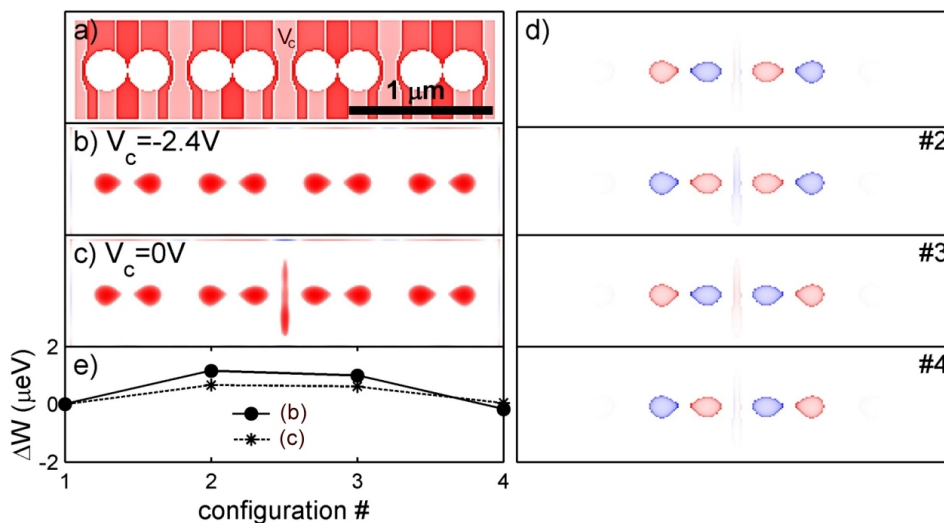 a)
Vc
1 μm
b) Vc=-2.4V
c) Vc=0V
e)
2
0
-2
ΔW (μeV)
(b)
(c)
1
2
3
4
configuration #
d)
#2
#3
#4